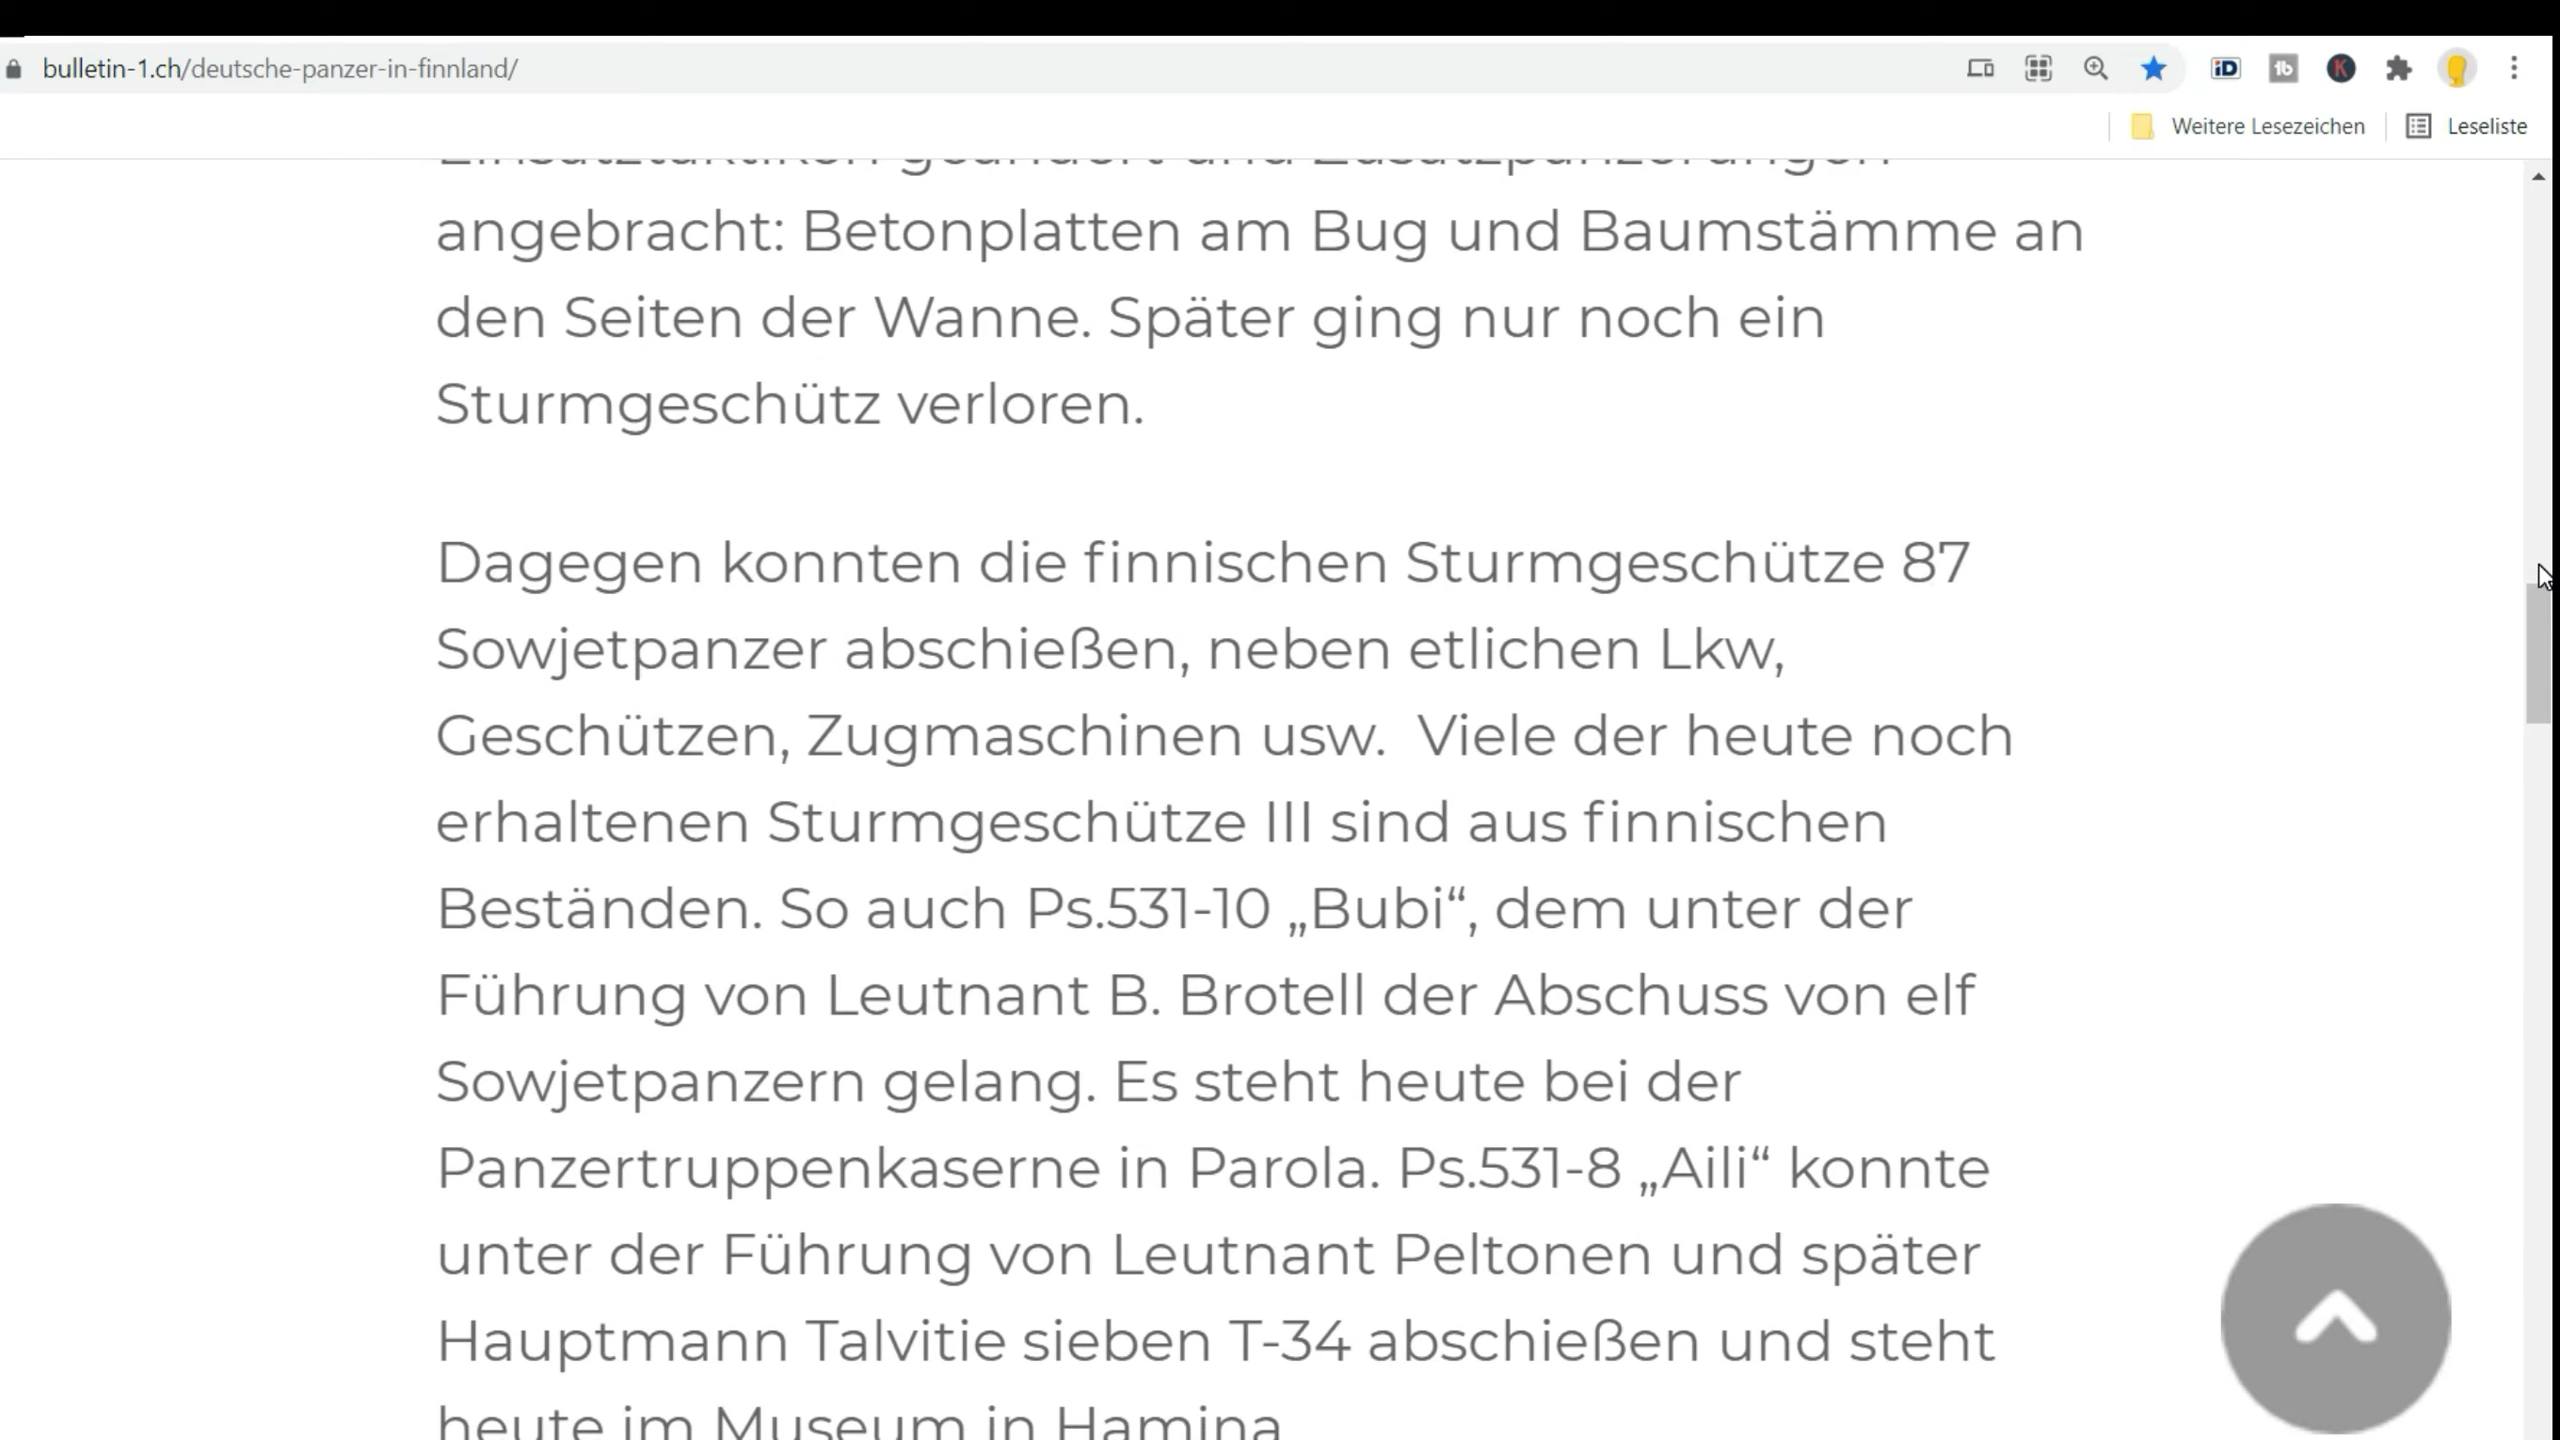 bulletin-1.ch/deutsche-panzer-in-finnland/
Weitere Lesezeichen
Leseliste
Einsatztaktiken geändert und Zusatzpanzerungen
angebracht: Betonplatten am Bug und Baumstämme an
den Seiten der Wanne. Später ging nur noch ein
Sturmgeschütz verloren.
Dagegen konnten die finnischen Sturmgeschütze 87
Sowjetpanzer abschießen, neben etlichen Lkw,
Geschützen, Zugmaschinen usw.  Viele der heute noch
erhaltenen Sturmgeschütze III sind aus finnischen
Beständen. So auch Ps.531-10 „Bubi“, dem unter der
Führung von Leutnant B. Brotell der Abschuss von elf
Sowjetpanzern gelang. Es steht heute bei der
Panzertruppenkaserne in Parola. Ps.531-8 „Aili“ konnte
unter der Führung von Leutnant Peltonen und später
Hauptmann Talvitie sieben T-34 abschießen und steht
heute im Museum in Hamina